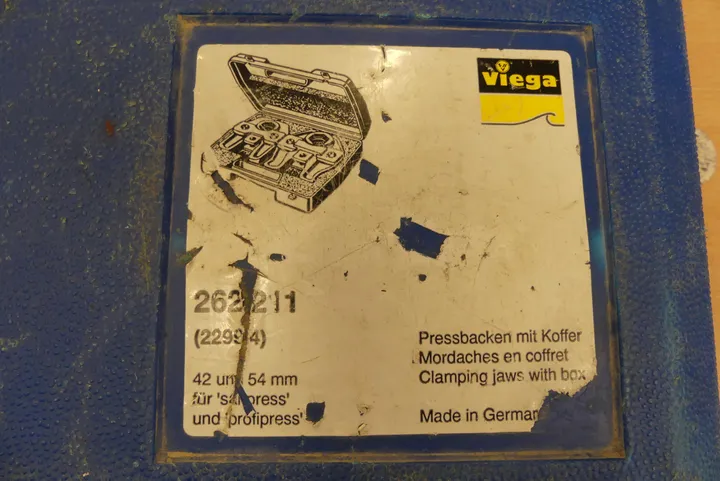 Viega
262 211
(2299/4)
42 und 54 mm
für 'sanpress'
und 'profipress'
Pressbacken mit Koffer
Mordaches en coffret
Clamping jaws with box
Made in Germany